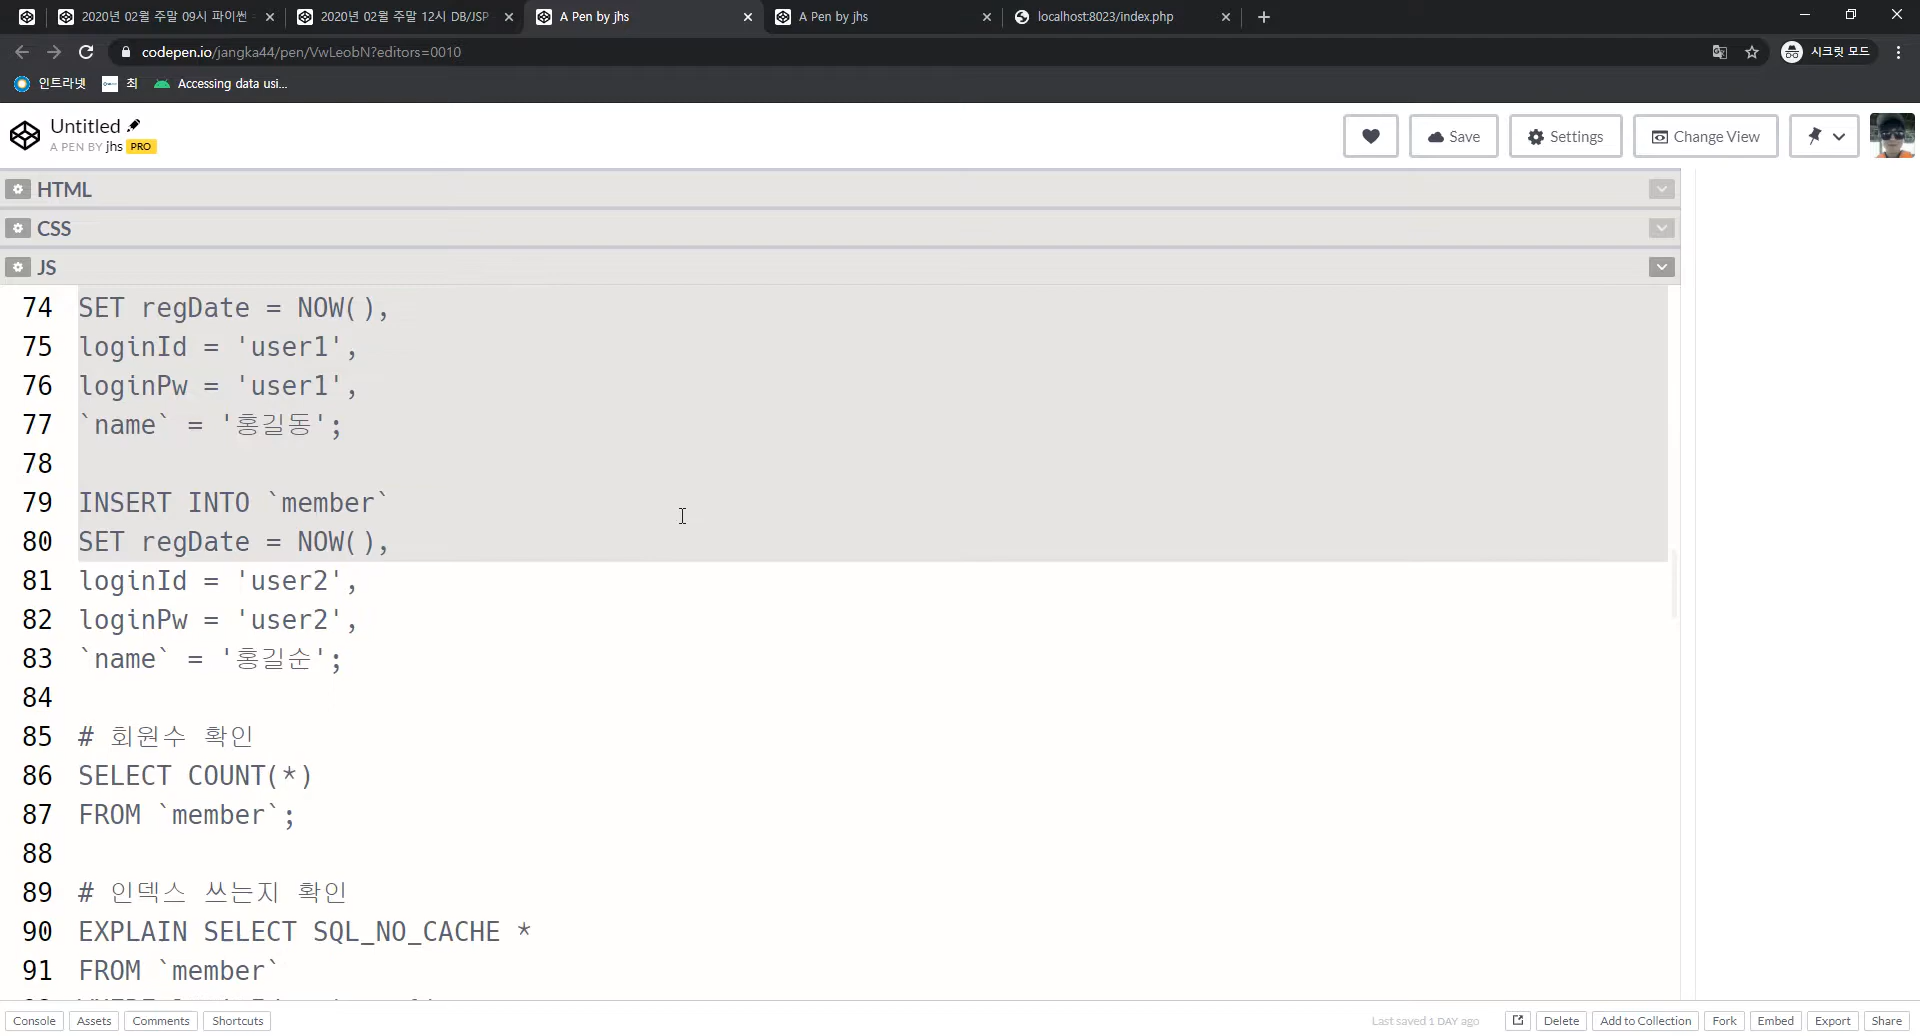 2020년 02월 주말 09시 파이썬
2020년 02월 주말 12시 DB/JSP
A Pen by jhs
A Pen by jhs
localhost:8023/index.php
codepen.io/jangka44/pen/VwLeobN?editors=0010
시크릿 모드
인트라넷
최
Accessing data usi...
Untitled
A PEN BY jhs PRO
Save
Settings
Change View
HTML
CSS
JS
74 SET regDate = NOW(),
75 loginId = 'user1',
76 loginPw = 'user1',
77 `name` = '홍길동';
78
79 INSERT INTO `member`
80 SET regDate = NOW(),
81 loginId = 'user2',
82 loginPw = 'user2',
83 `name` = '홍길순';
84
85 # 회원수 확인
86 SELECT COUNT(*)
87 FROM `member`;
88
89 # 인덱스 쓰는지 확인
90 EXPLAIN SELECT SQL_NO_CACHE *
91 FROM `member`
Console
Assets
Comments
Shortcuts
Last saved 1 DAY ago
Delete
Add to Collection
Fork
Embed
Export
Share